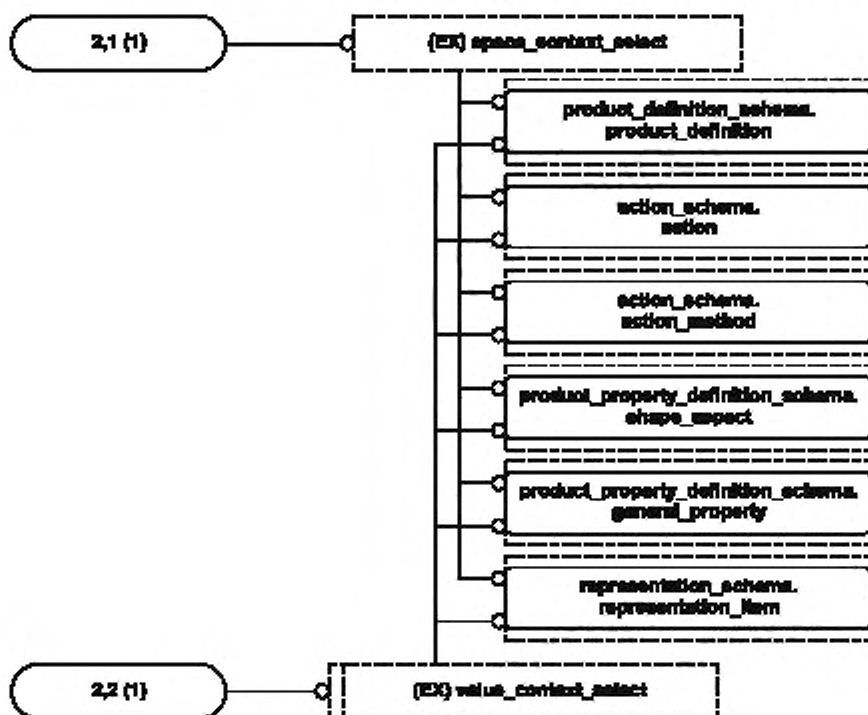 2,1 (1)
(EX) space_context_select
product_definition_schema.
product_definition
action_schema.
action
action_schema.
action_method
product_property_definition_schema.
shape_aspect
product_property_definition_schema.
general_property
representation_schema.
representation_item
2,2 (1)
(EX) value_context_select